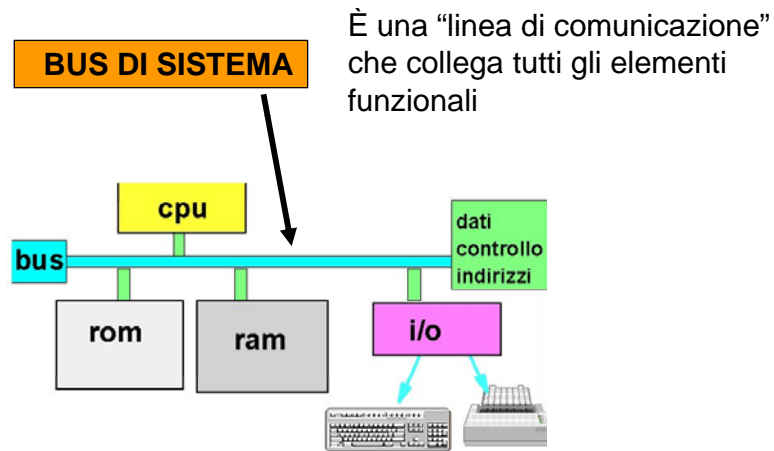 È una “linea di comunicazione”
che collega tutti gli elementi
funzionali
BUS DI SISTEMA
cpu
bus
dati
controllo
indirizzi
rom
ram
i/o